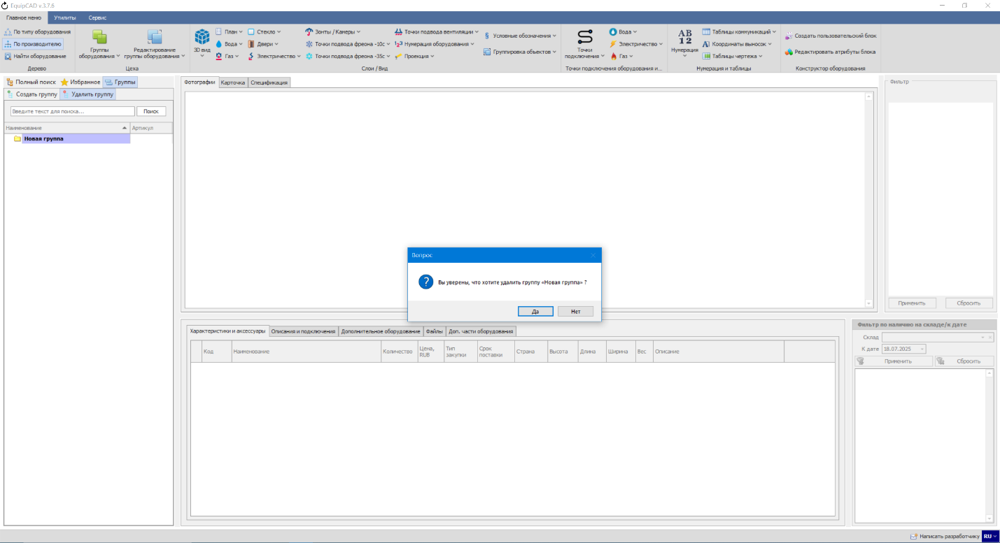 EquipCAD v.3.7.6
Главное меню Утилиты Сервис
По типу оборудования
По производителю
Найти оборудование
Дерево
Группы оборудования
Редактирование группы оборудования
Цеха
3D вид
План Стекло Зонты / Камеры Точки подвода вентиляции
Вода Двери Точки подвода фреона -10с Нумерация оборудования
Газ Электричество Точки подвода фреона -35с Проекция
Условные обозначения
Группировка объектов
Слои / Вид
Точки подключения
Вода
Электричество
Газ
Точки подключения оборудования и...
AB
12
Нумерация
Таблицы коммуникаций
Координаты выносок
Таблицы чертежа
Нумерация и таблицы
Создать пользовательский блок
Редактировать атрибуты блока
Конструктор оборудования
Полный поиск Избранное Группы
Создать группу Удалить группу
Введите текст для поиска... Поиск
Наименование Артикул
Новая группа
Фотографии Карточка Спецификация
Фильтр
Применить Сбросить
Вопрос
Вы уверены, что хотите удалить группу «Новая группа» ?
Да Нет
Характеристики и аксессуары Описания и подключения Дополнительное оборудование Файлы Доп. части оборудования
Код Наименование Количество Цена, RUB Тип закупки Срок поставки Страна Высота Длина Ширина Вес Описание
Фильтр по наличию на складе/к дате
Склад
К дате 18.07.2025
Применить Сбросить
Написать разработчику RU